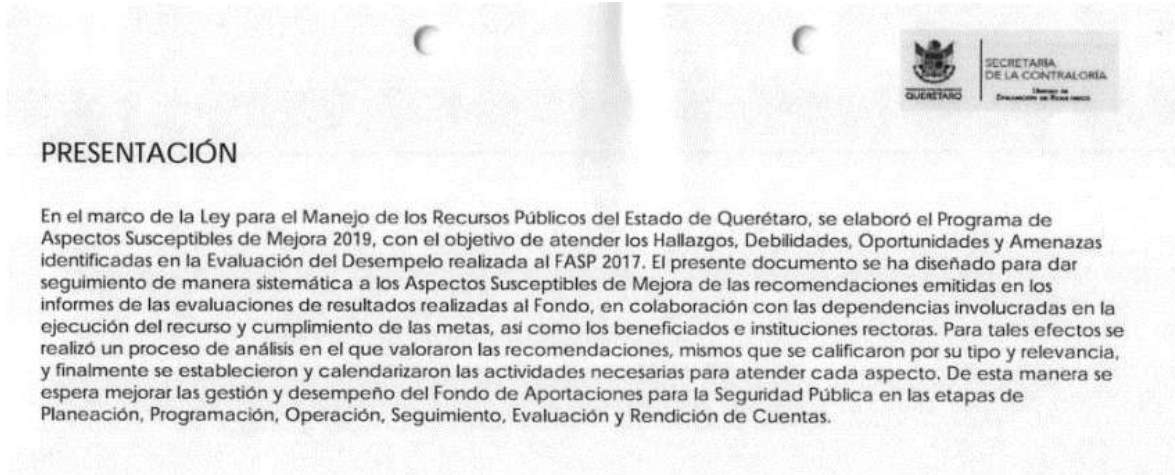 QUERÉTARO
SECRETARÍA
DE LA CONTRALORÍA
UNIDAD DE
EVALUACIÓN DE RESULTADOS
PRESENTACIÓN
En el marco de la Ley para el Manejo de los Recursos Públicos del Estado de Querétaro, se elaboró el Programa de
Aspectos Susceptibles de Mejora 2019, con el objetivo de atender los Hallazgos, Debilidades, Oportunidades y Amenazas
identificadas en la Evaluación del Desempelo realizada al FASP 2017. El presente documento se ha diseñado para dar
seguimiento de manera sistemática a los Aspectos Susceptibles de Mejora de las recomendaciones emitidas en los
informes de las evaluaciones de resultados realizadas al Fondo, en colaboración con las dependencias involucradas en la
ejecución del recurso y cumplimiento de las metas, así como los beneficiados e instituciones rectoras. Para tales efectos se
realizó un proceso de análisis en el que valoraron las recomendaciones, mismos que se calificaron por su tipo y relevancia,
y finalmente se establecieron y calendarizaron las actividades necesarias para atender cada aspecto. De esta manera se
espera mejorar las gestión y desempeño del Fondo de Aportaciones para la Seguridad Pública en las etapas de
Planeación, Programación, Operación, Seguimiento, Evaluación y Rendición de Cuentas.